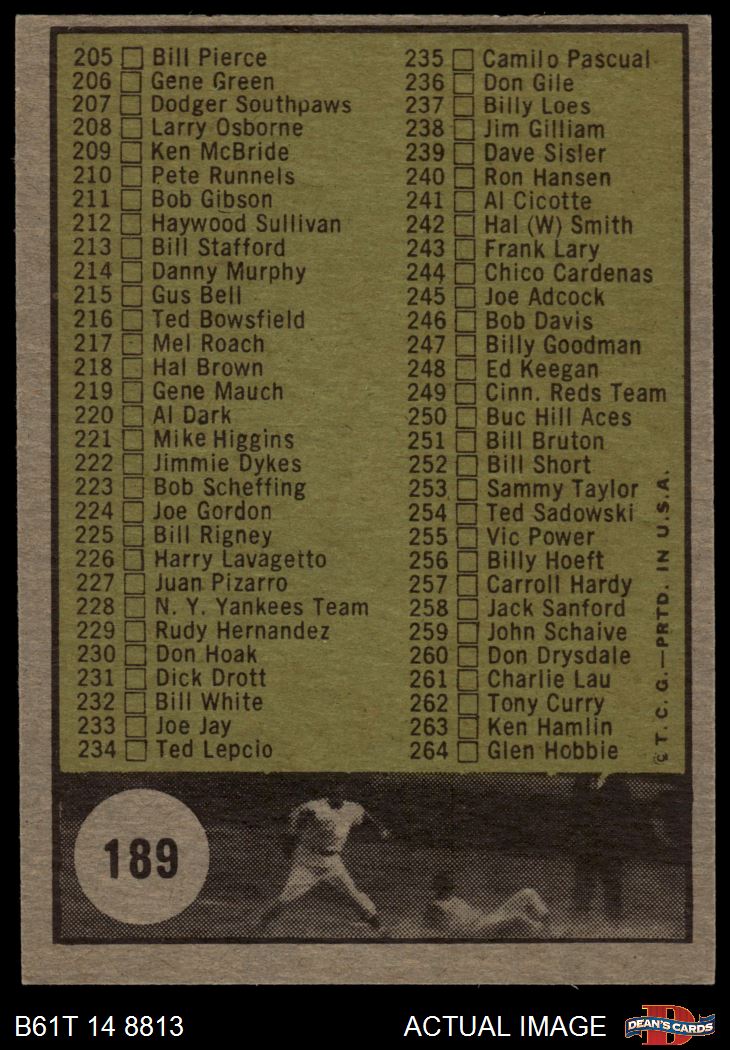 205 Bill Pierce
206 Gene Green
207 Dodger Southpaws
208 Larry Osborne
209 Ken McBride
210 Pete Runnels
211 Bob Gibson
212 Haywood Sullivan
213 Bill Stafford
214 Danny Murphy
215 Gus Bell
216 Ted Bowsfield
217 Mel Roach
218 Hal Brown
219 Gene Mauch
220 Al Dark
221 Mike Higgins
222 Jimmie Dykes
223 Bob Scheffing
224 Joe Gordon
225 Bill Rigney
226 Harry Lavagetto
227 Juan Pizarro
228 N. Y. Yankees Team
229 Rudy Hernandez
230 Don Hoak
231 Dick Drott
232 Bill White
233 Joe Jay
234 Ted Lepcio
235 Camilo Pascual
236 Don Gile
237 Billy Loes
238 Jim Gilliam
239 Dave Sisler
240 Ron Hansen
241 Al Cicotte
242 Hal (W) Smith
243 Frank Lary
244 Chico Cardenas
245 Joe Adcock
246 Bob Davis
247 Billy Goodman
248 Ed Keegan
249 Cinn. Reds Team
250 Buc Hill Aces
251 Bill Bruton
252 Bill Short
253 Sammy Taylor
254 Ted Sadowski
255 Vic Power
256 Billy Hoeft
257 Carroll Hardy
258 Jack Sanford
259 John Schaive
260 Don Drysdale
261 Charlie Lau
262 Tony Curry
263 Ken Hamlin
264 Glen Hobbie
© T. C. G.—PRTD. IN U.S.A.
189
B61T 14 8813
ACTUAL IMAGE
D
DEAN'S CARDS